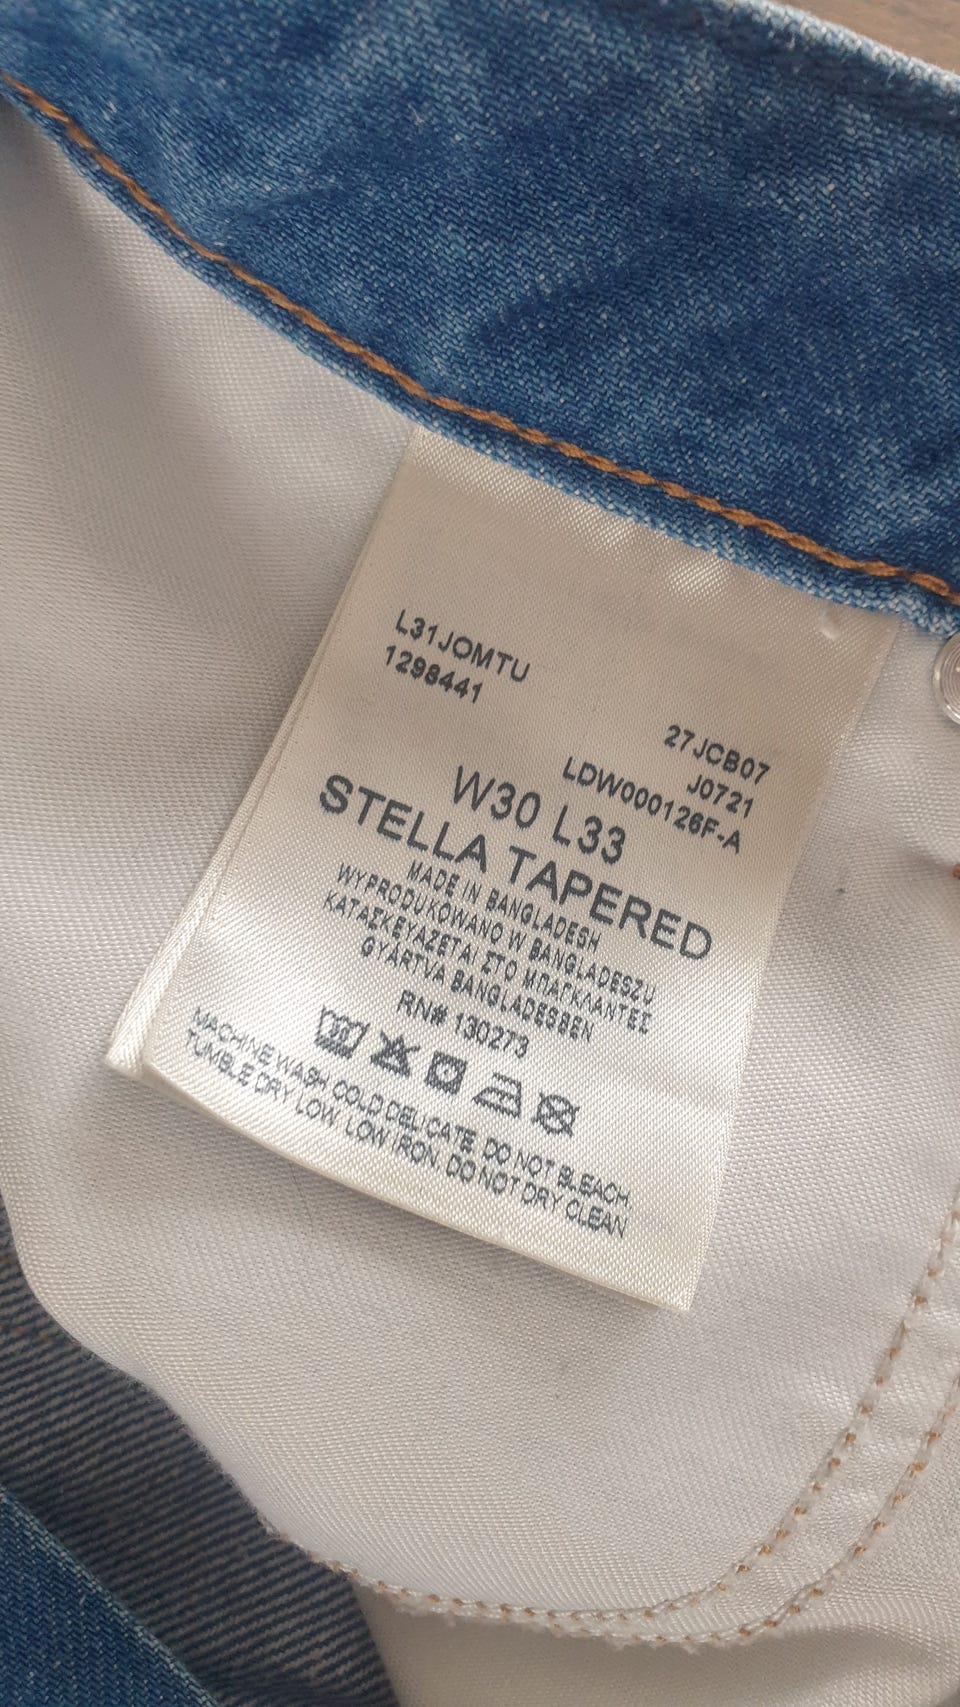 L31JOMTU
1298441
27JCB07
J0721
LDW000126F-A
W30 L33
STELLA TAPERED
MADE IN BANGLADESH
WYPRODUKOWANO W BANGLADESZU
ΚΑΤΑΣΚΕΥΑΖΕΤΑΙ ΣΤΟ ΜΠΑΓΚΛΑΝΤΕΣ
GYÁRTVA BANGLADESBEN
RN# 130273
MACHINE WASH COLD DELICATE. DO NOT BLEACH.
TUMBLE DRY LOW. LOW IRON. DO NOT DRY CLEAN